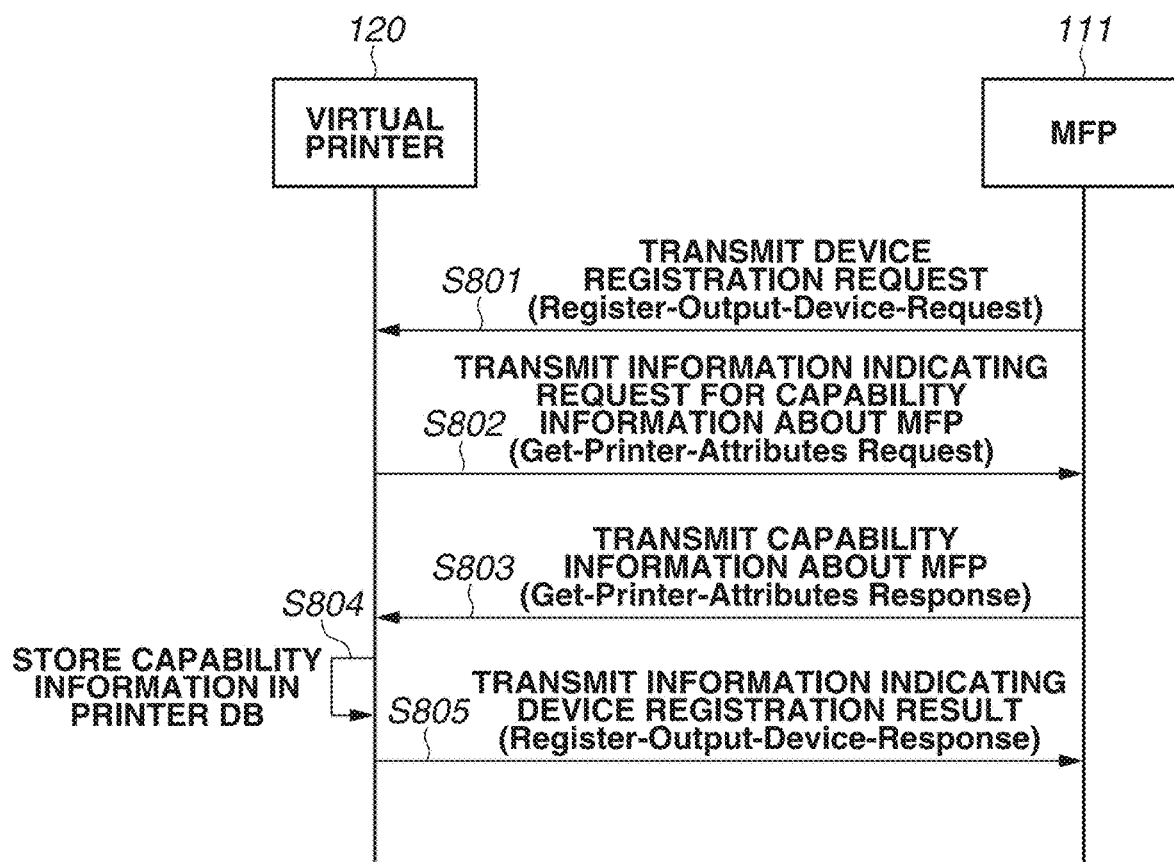 120
111
VIRTUAL
PRINTER
MFP
TRANSMIT DEVICE
REGISTRATION REQUEST
S801
(Register-Output-Device-Request)
TRANSMIT INFORMATION INDICATING
REQUEST FOR CAPABILITY
INFORMATION ABOUT MFP
S802
(Get-Printer-Attributes Request)
TRANSMIT CAPABILITY
INFORMATION ABOUT MFP
S803
(Get-Printer-Attributes Response)
S804
STORE CAPABILITY
INFORMATION IN
PRINTER DB
TRANSMIT INFORMATION INDICATING
DEVICE REGISTRATION RESULT
S805
(Register-Output-Device-Response)